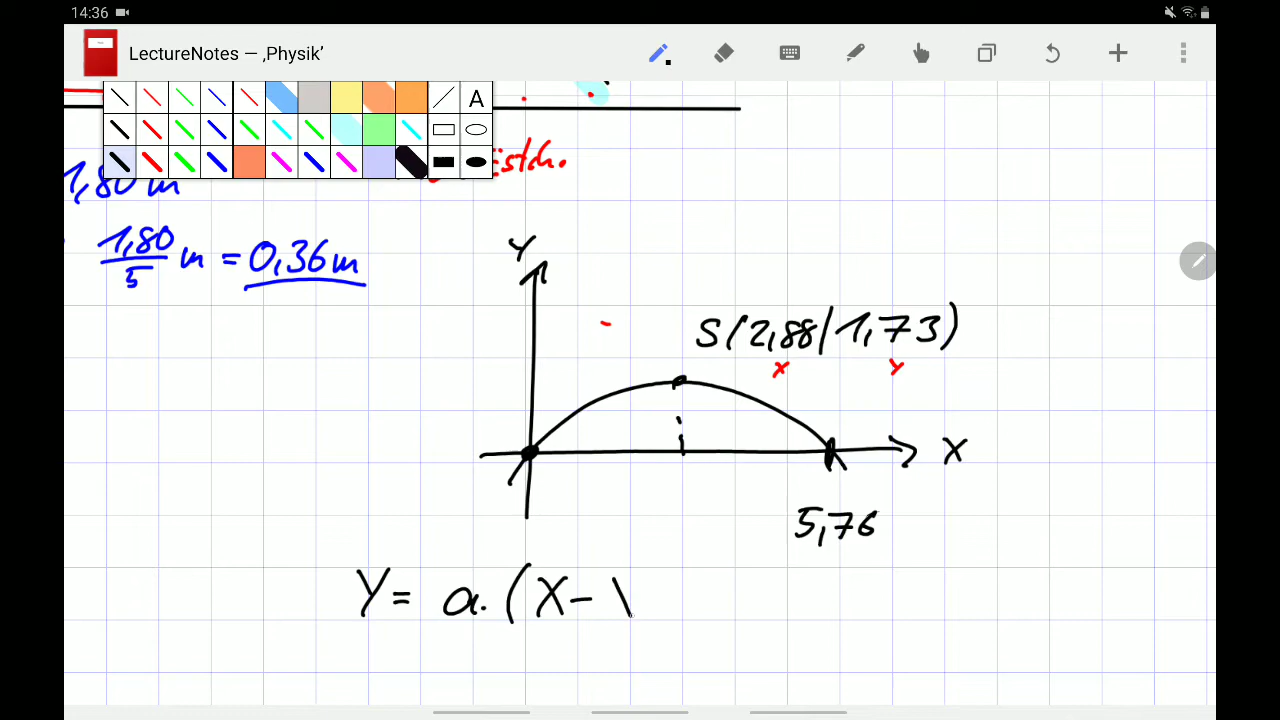 14:36
LectureNotes — ‚Physik’
A
1,80 m
1,80/5 m = 0,36 m
Y
S(2,88/1,73)
x y
X
5,76
Y = a. (X-